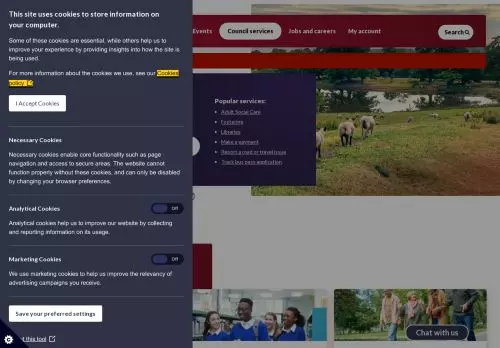 This site uses cookies to store information on
your computer.
Some of these cookies are essential, while others help us to
improve your experience by providing insights into how the site is
being used.
For more information about the cookies we use, see our Cookies
policy
I Accept Cookies
Necessary Cookies
Necessary cookies enable core functionality such as page
navigation and access to secure areas. The website cannot
function properly without these cookies, and can only be disabled
by changing your browser preferences.
Analytical Cookies
Off
Analytical cookies help us to improve our website by collecting
and reporting information on its usage.
Marketing Cookies
Off
We use marketing cookies to help us improve the relevancy of
advertising campaigns you receive.
Save your preferred settings
this tool
Events
Council services
Jobs and careers
My account
Search
Popular services:
Adult Social Care
Fostering
Libraries
Make a payment
Report a road or travel issue
Track bus pass application
Chat with us